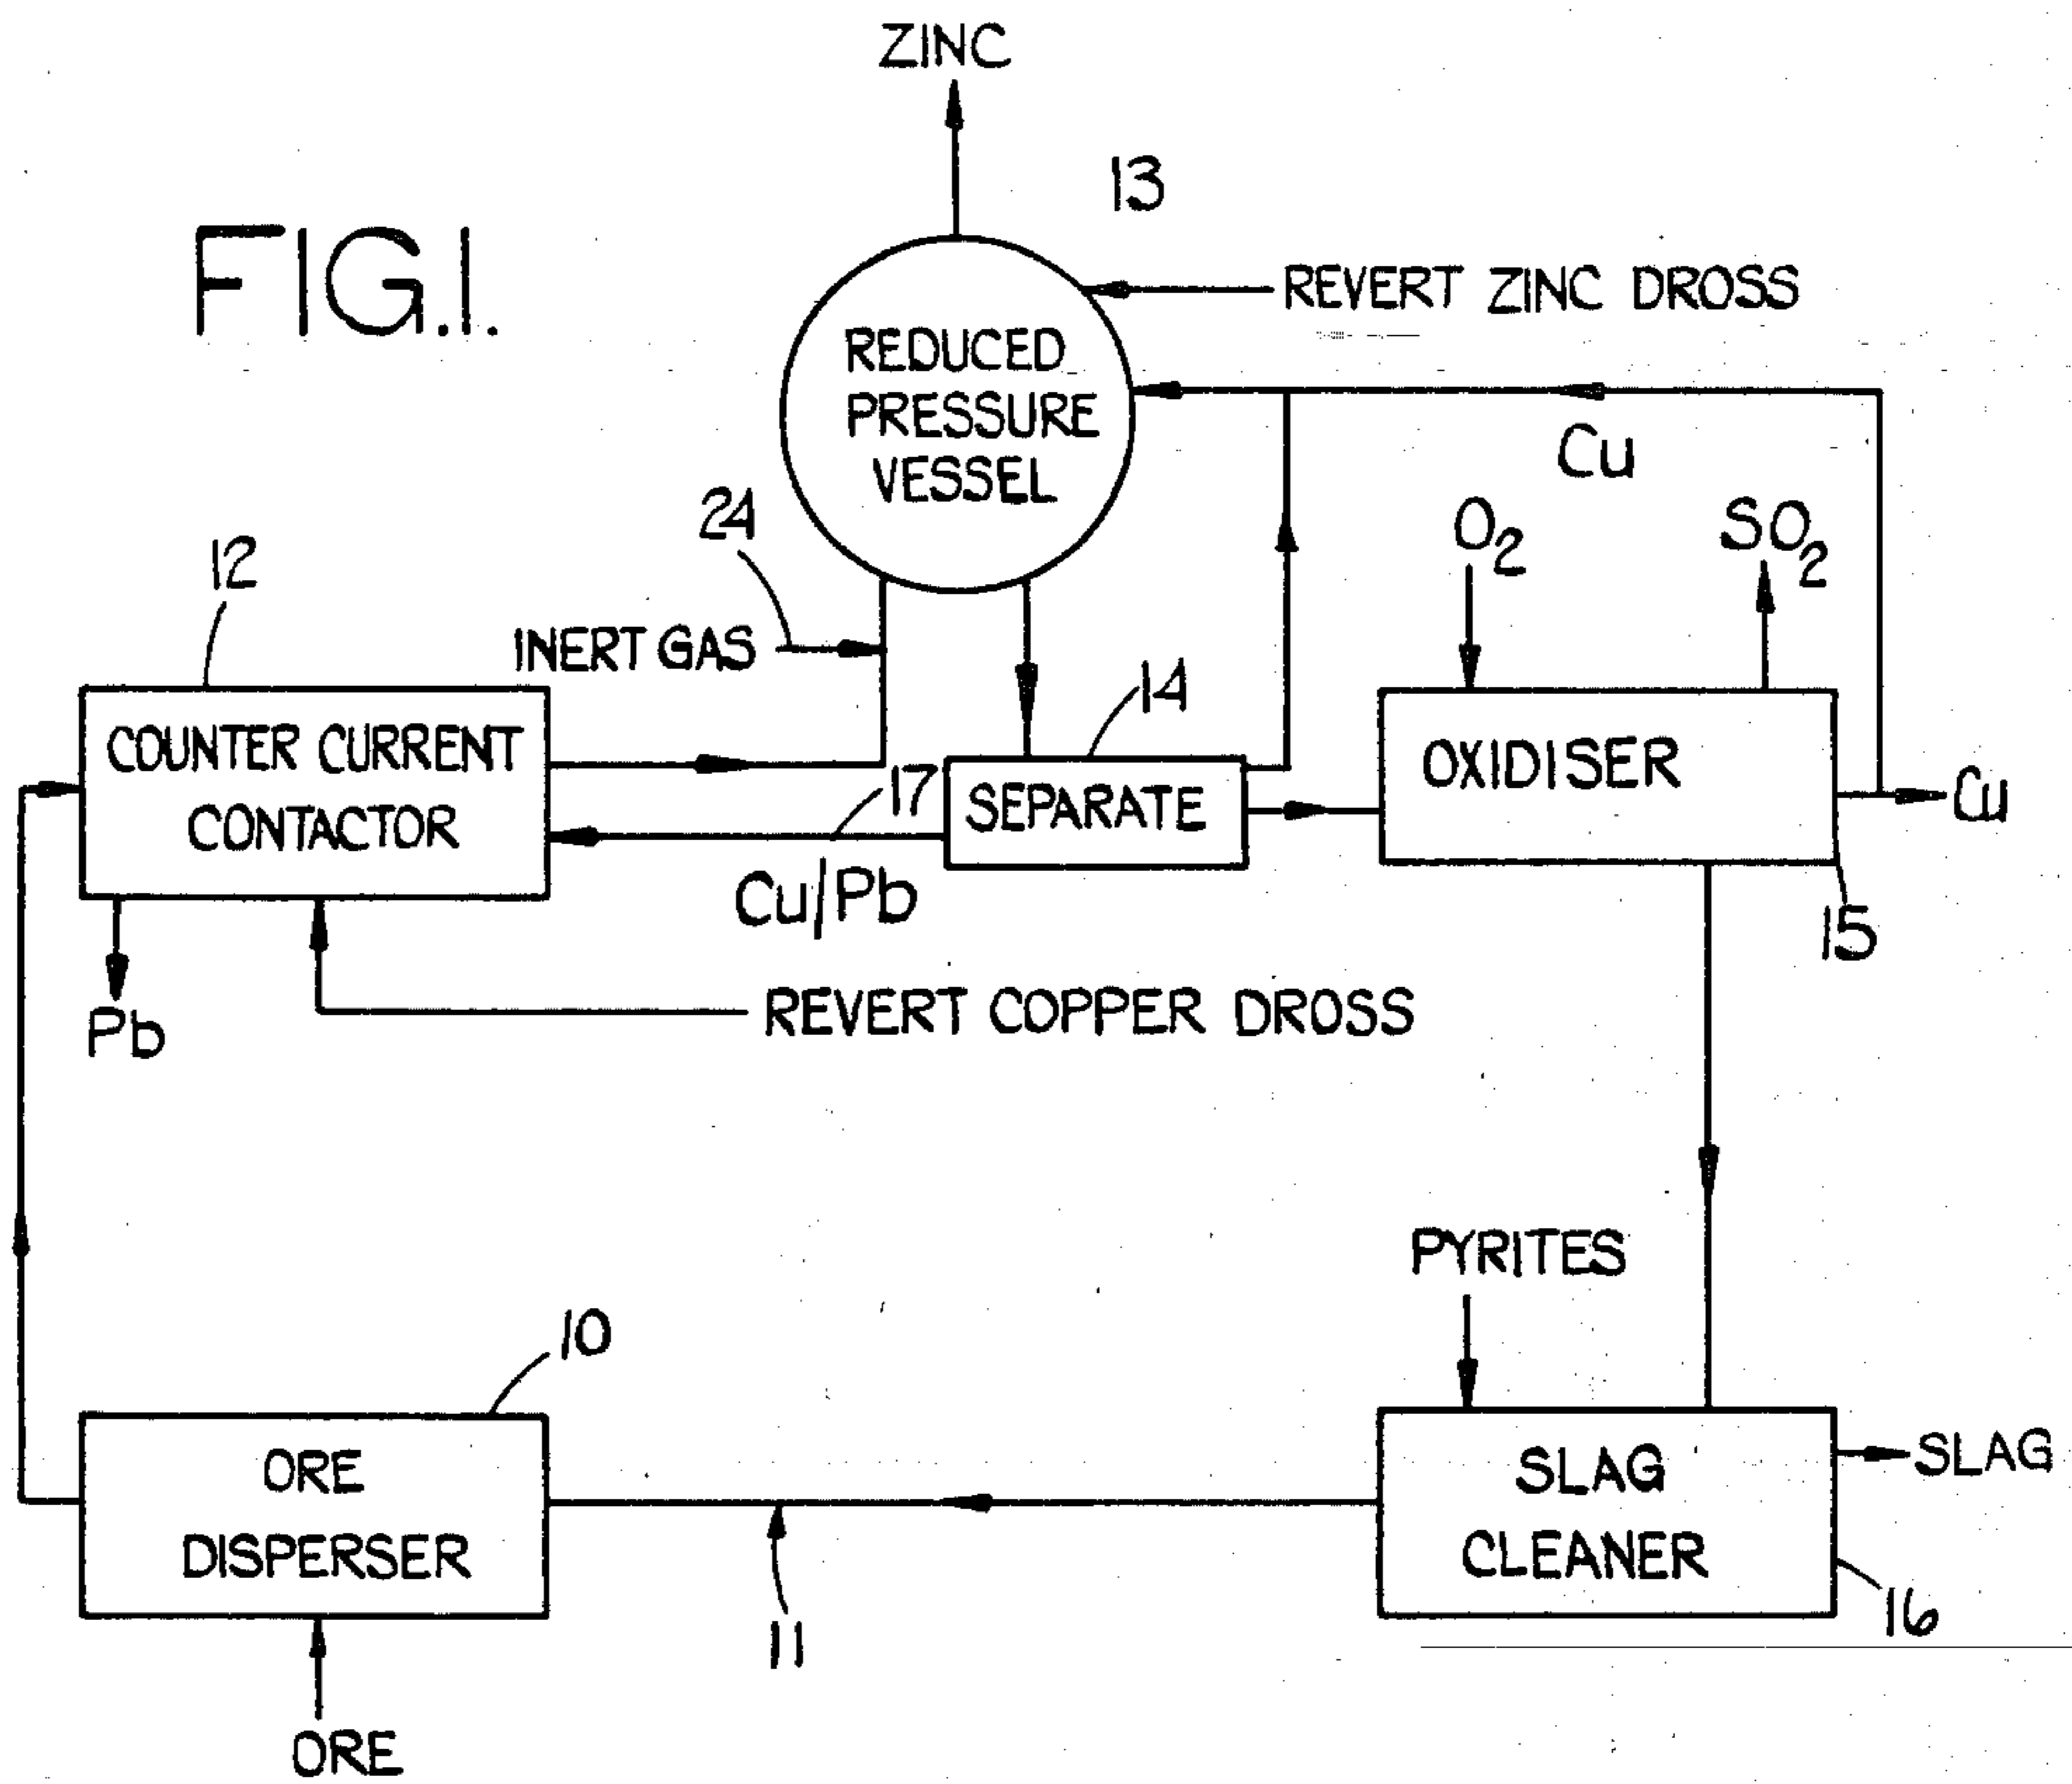 ZINC
13
FIG.1.
REVERT ZINC DROSS
REDUCED
PRESSURE
VESSEL
Cu
24
O2
SO2
12
INERT GAS
14
COUNTER CURRENT
CONTACTOR
17
SEPARATE
OXIDISER
Cu
Cu/Pb
15
Pb
REVERT COPPER DROSS
PYRITES
10
ORE
DISPERSER
SLAG
CLEANER
SLAG
11
16
ORE